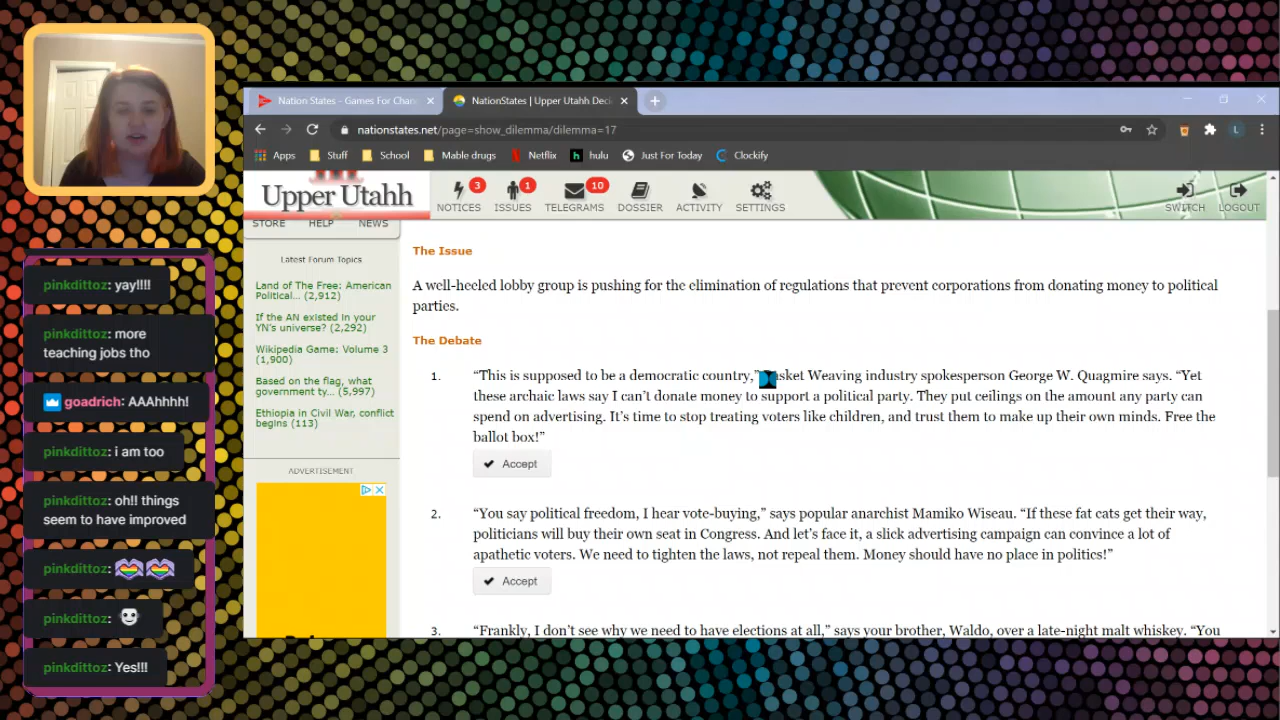 Nation States - Games For Chan
NationStates | Upper Utahh Deci
nationstates.net/page=show_dilemma/dilemma=17
L
Apps Stuff School Mable drugs Netflix h hulu Just For Today Clockify
Upper Utahh
3 1 10
NOTICES ISSUES TELEGRAMS DOSSIER ACTIVITY SETTINGS SWITCH LOGOUT
STORE HELP NEWS
Latest Forum Topics
Land of The Free: American
Political... (2,912)
If the AN existed in your
YN's universe? (2,292)
Wikipedia Game: Volume 3
(1,900)
Based on the flag, what
government ty... (5,997)
Ethiopia in Civil War, conflict
begins (113)
ADVERTISEMENT
The Issue
A well-heeled lobby group is pushing for the elimination of regulations that prevent corporations from donating money to political
parties.
The Debate
1. “This is supposed to be a democratic country,” Weaving industry spokesperson George W. Quagmire says. “Yet
these archaic laws say I can’t donate money to support a political party. They put ceilings on the amount any party can
spend on advertising. It’s time to stop treating voters like children, and trust them to make up their own minds. Free the
ballot box!”
Accept
2. “You say political freedom, I hear vote-buying,” says popular anarchist Mamiko Wiseau. “If these fat cats get their way,
politicians will buy their own seat in Congress. And let’s face it, a slick advertising campaign can convince a lot of
apathetic voters. We need to tighten the laws, not repeal them. Money should have no place in politics!”
Accept
3. “Frankly, I don’t see why we need to have elections at all,” says your brother, Waldo, over a late-night malt whiskey. “You
pinkdittoz: yay!!!!
pinkdittoz: more
teaching jobs tho
goadrich: AAAhhhh!
pinkdittoz: i am too
pinkdittoz: oh!! things
seem to have improved
pinkdittoz:
pinkdittoz:
pinkdittoz: Yes!!!